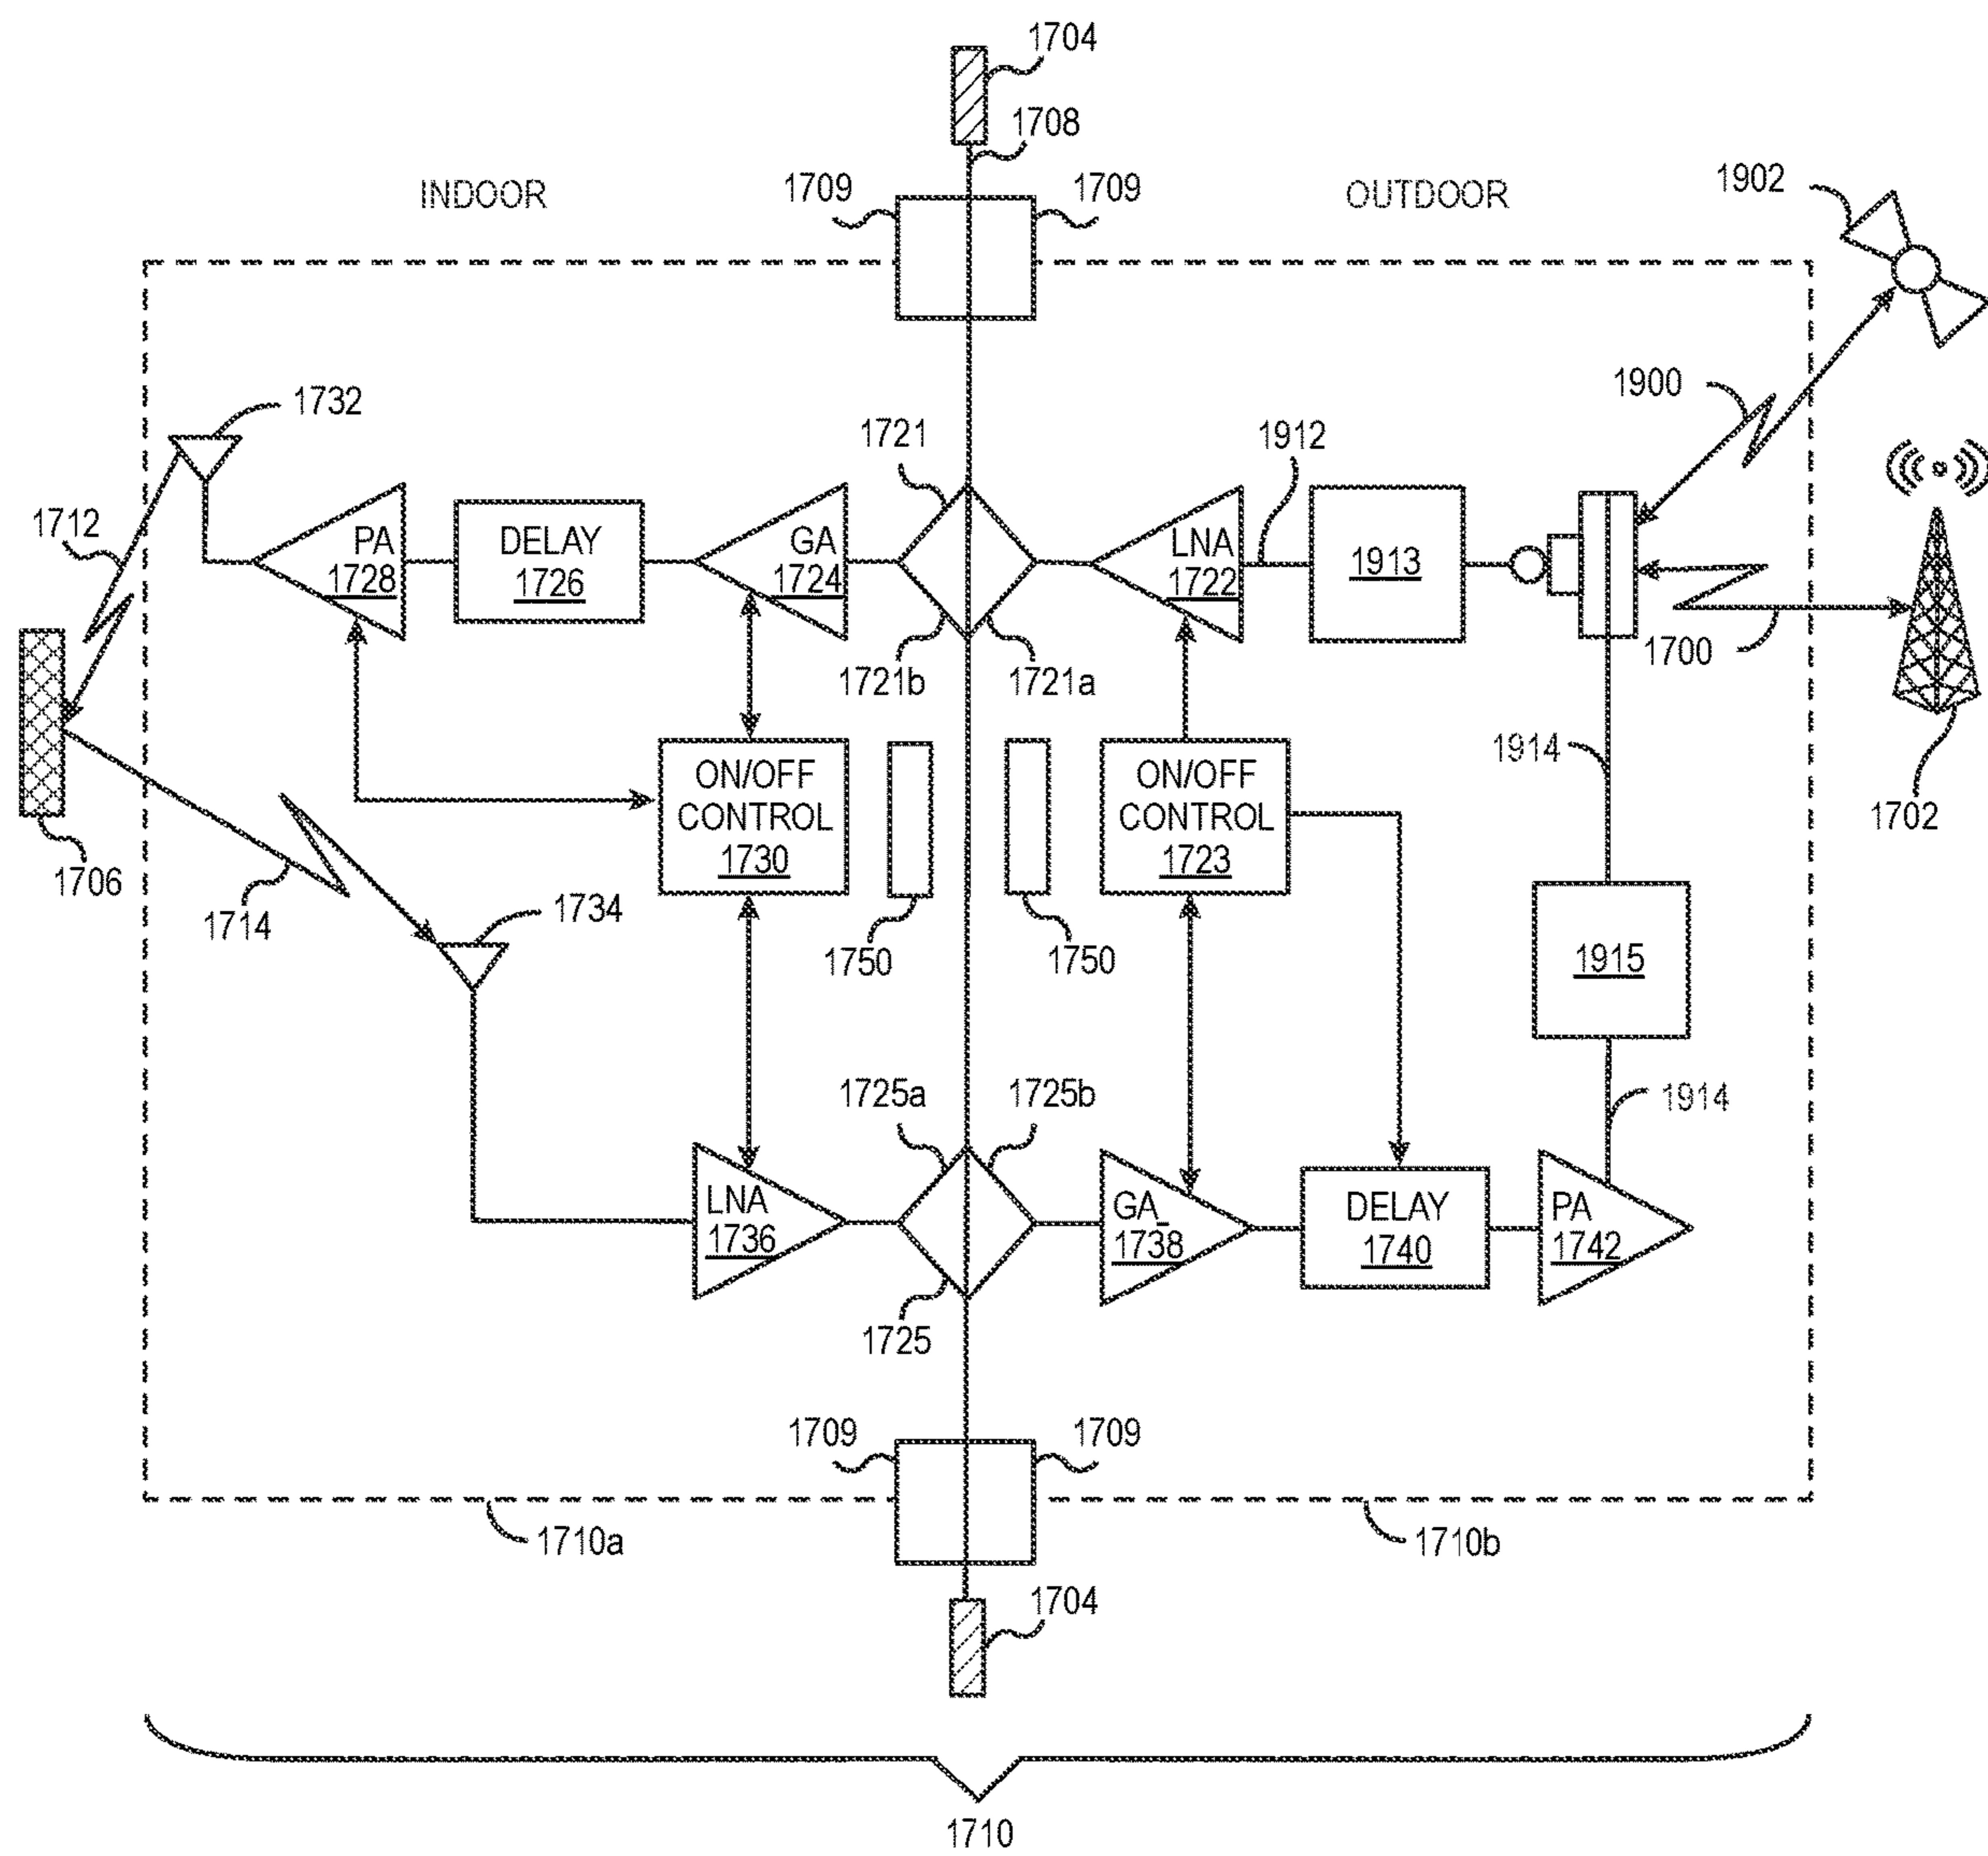 1704
1708
1709
1709
INDOOR
OUTDOOR
1902
1732
1900
1721
1912
1712
PA
1728
DELAY
1726
GA
1724
LNA
1722
1913
1721b
1721a
1700
1914
1702
ON/OFF
CONTROL
1730
ON/OFF
CONTROL
1723
1706
1714
1734
1750
1750
1915
1725a
1725b
1914
LNA
1736
GA
1738
DELAY
1740
PA
1742
1725
1709
1709
1710a
1710b
1704
1710